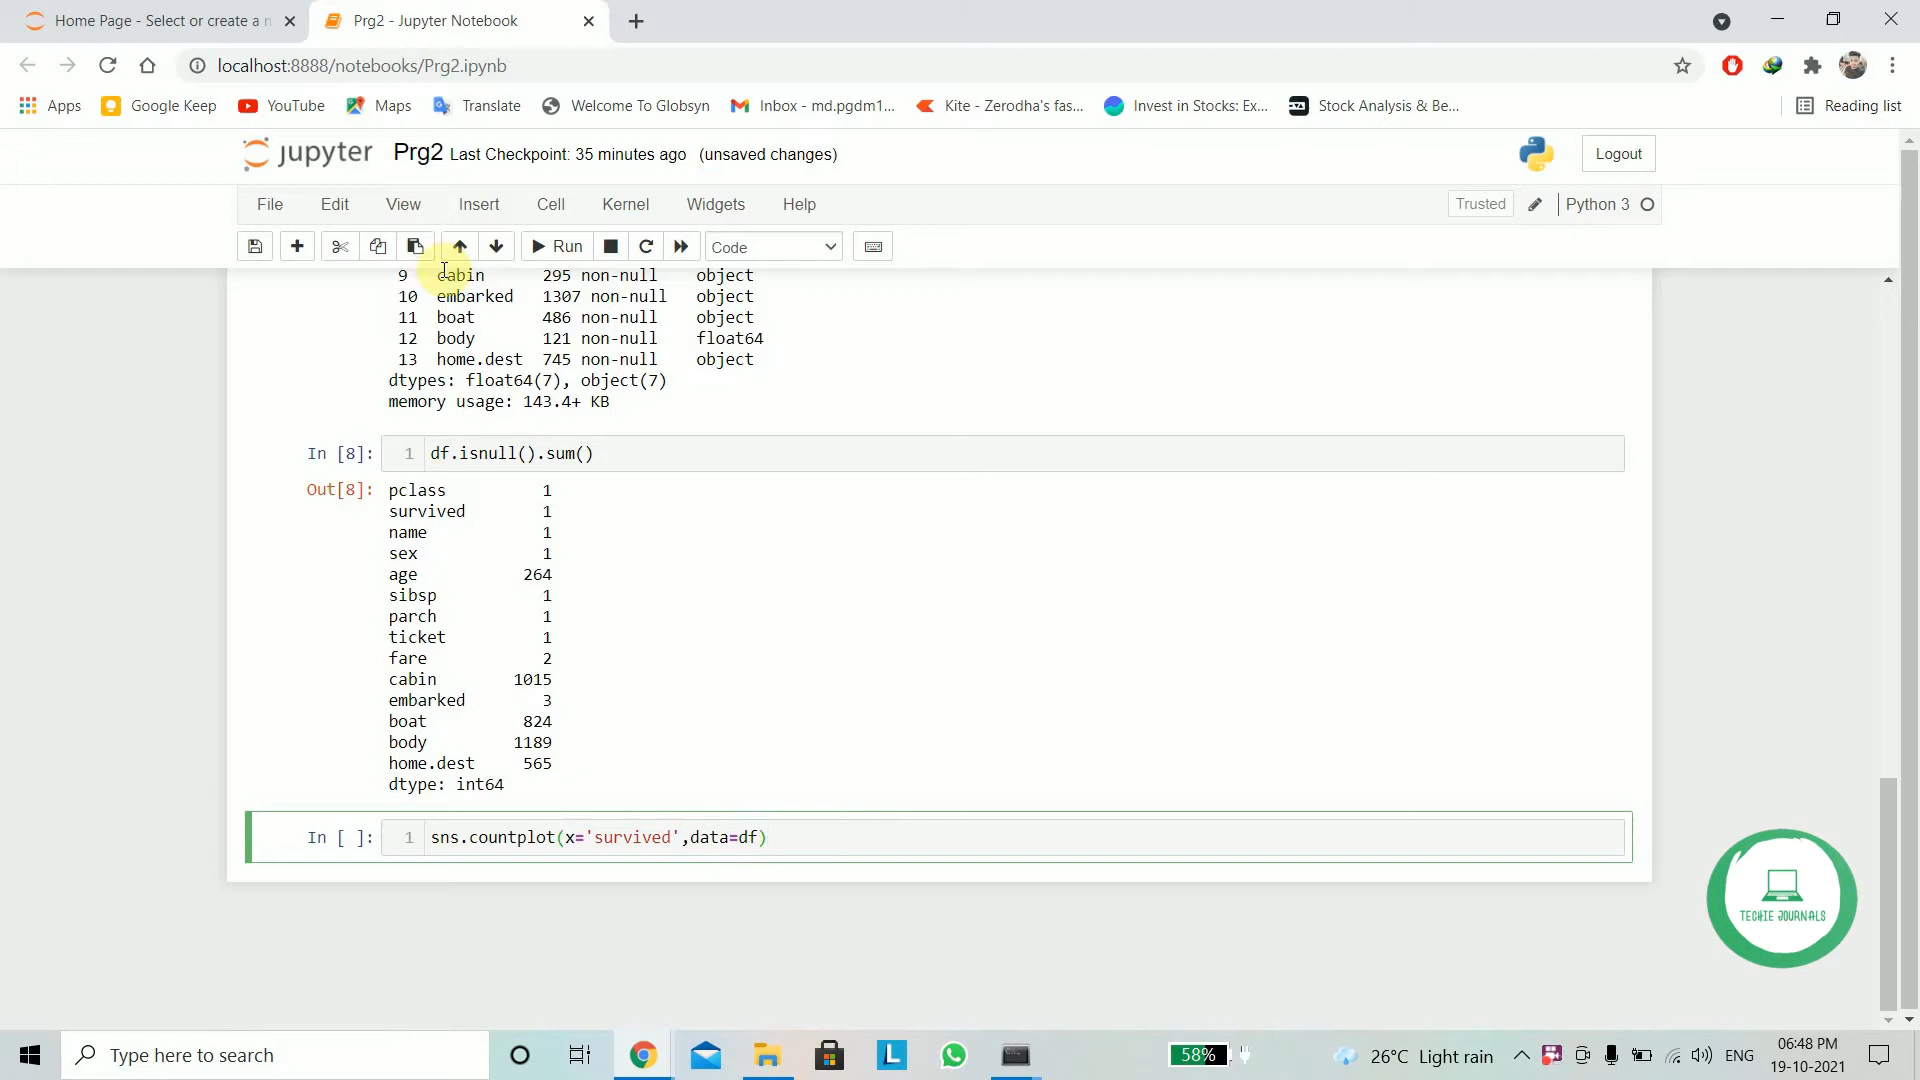 Home Page - Select or create a n
Prg2 - Jupyter Notebook
localhost:8888/notebooks/Prg2.ipynb
Apps Google Keep YouTube Maps Translate Welcome To Globsyn Inbox - md.pgdm1... Kite - Zerodha's fas... Invest in Stocks: Ex... Stock Analysis & Be... Reading list
jupyter Prg2 Last Checkpoint: 35 minutes ago (unsaved changes) Logout
File Edit View Insert Cell Kernel Widgets Help Trusted Python 3
Run Code
9 cabin 295 non-null object
10 embarked 1307 non-null object
11 boat 486 non-null object
12 body 121 non-null float64
13 home.dest 745 non-null object
dtypes: float64(7), object(7)
memory usage: 143.4+ KB
In [8]: 1 df.isnull().sum()
Out[8]: pclass 1
survived 1
name 1
sex 1
age 264
sibsp 1
parch 1
ticket 1
fare 2
cabin 1015
embarked 3
boat 824
body 1189
home.dest 565
dtype: int64
In [ ]: 1 sns.countplot(x='survived',data=df)
TECHIE JOURNALS
Type here to search
L
58%
26°C Light rain
ENG
06:48 PM
19-10-2021